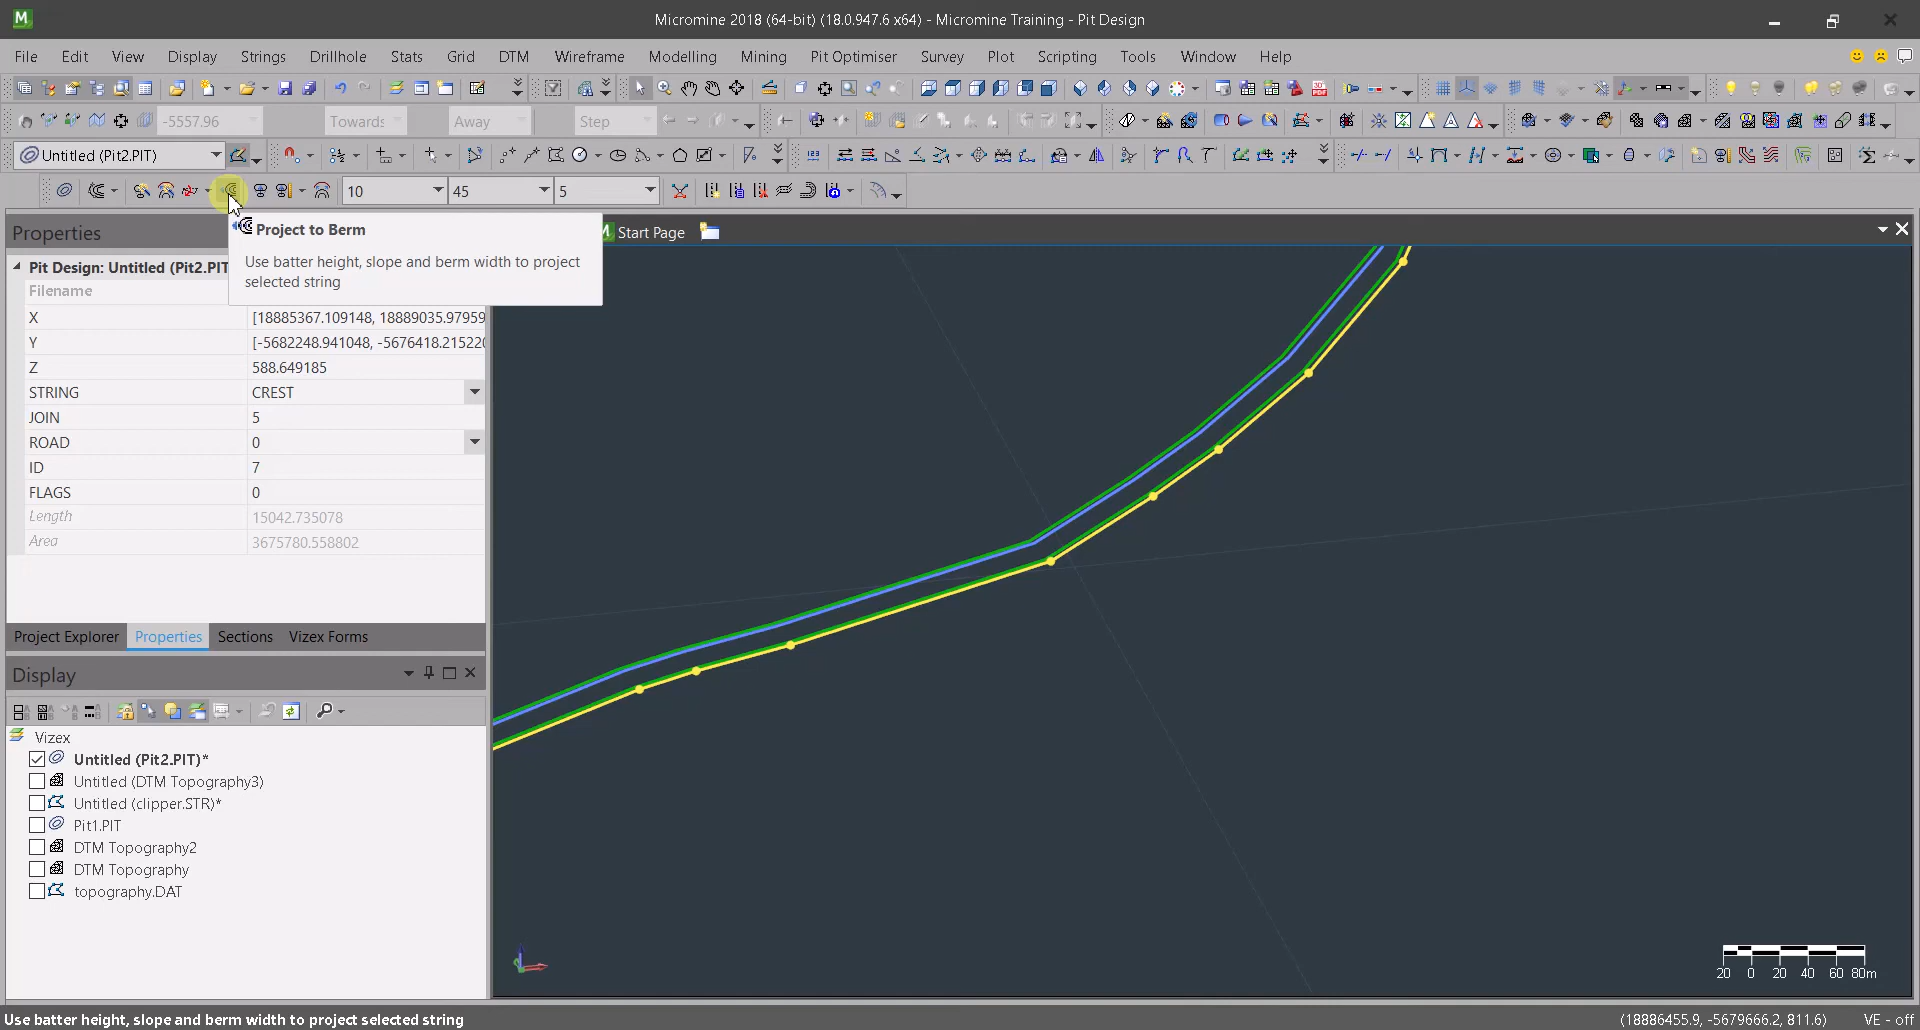 Micromine 2018 (64-bit) (18.0.947.6 x64) - Micromine Training - Pit Design
File Edit View Display Strings Drillhole Stats Grid DTM Wireframe Modelling Mining Pit Optimiser Survey Plot Scripting Tools Window Help
-5557.96 Towards Away Step
Untitled (Pit2.PIT)
10 45 5
Properties
Start Page
Project to Berm
Use batter height, slope and berm width to project
selected string
Pit Design: Untitled (Pit2.PIT
Filename
X [18885367.109148, 18889035.97959
Y [-5682248.941048, -5676418.215220
Z 588.649185
STRING CREST
JOIN 5
ROAD 0
ID 7
FLAGS 0
Length 15042.735078
Area 3675780.558802
Project Explorer Properties Sections Vizex Forms
Display
Vizex
Untitled (Pit2.PIT)*
Untitled (DTM Topography3)
Untitled (clipper.STR)*
Pit1.PIT
DTM Topography2
DTM Topography
topography.DAT
20 0 20 40 60 80m
Use batter height, slope and berm width to project selected string
(18886455.9, -5679666.2, 811.6) VE - off